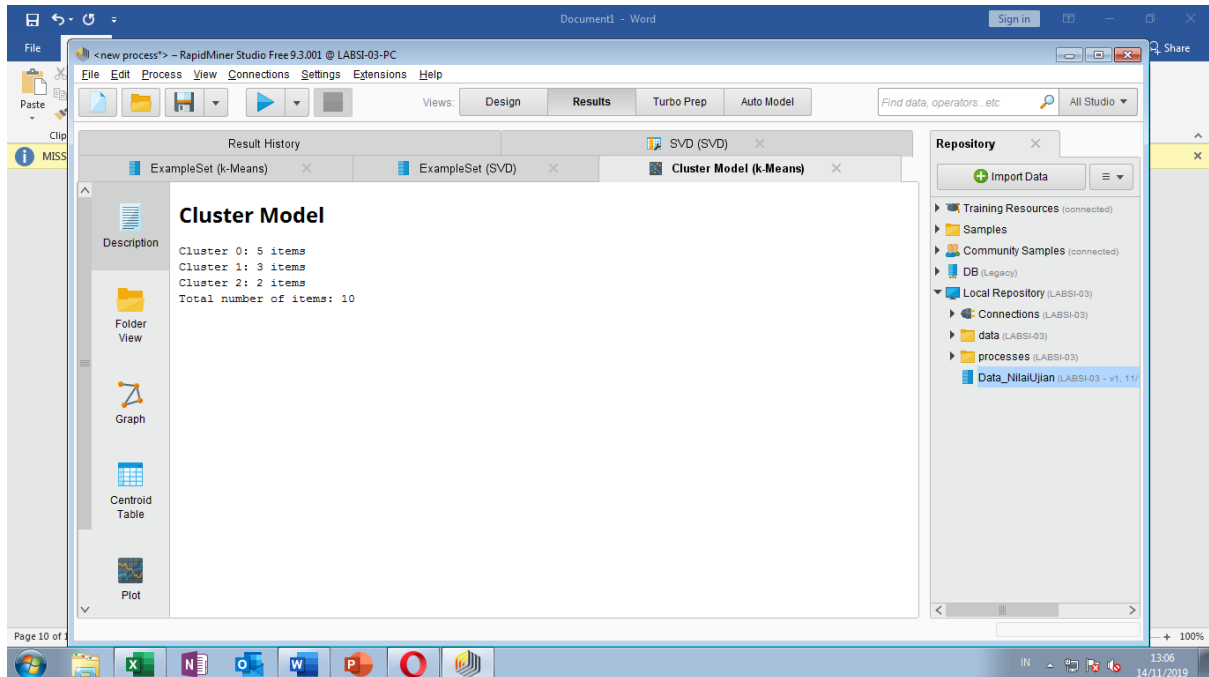 Document1 - Word
Sign in
File
Share
Paste
Clip
MISS
<new process*> – RapidMiner Studio Free 9.3.001 @ LABSI-03-PC
File Edit Process View Connections Settings Extensions Help
Views: Design Results Turbo Prep Auto Model
Find data, operators...etc
All Studio
Result History
SVD (SVD)
ExampleSet (k-Means)
ExampleSet (SVD)
Cluster Model (k-Means)
Description
Folder
View
Graph
Centroid
Table
Plot
Cluster Model
Cluster 0: 5 items
Cluster 1: 3 items
Cluster 2: 2 items
Total number of items: 10
Repository
Import Data
Training Resources (connected)
Samples
Community Samples (connected)
DB (Legacy)
Local Repository (LABSI-03)
Connections (LABSI-03)
data (LABSI-03)
processes (LABSI-03)
Data_NilaiUjian (LABSI-03 - v1, 11/
Page 10 of 1
100%
IN
13:06
14/11/2019